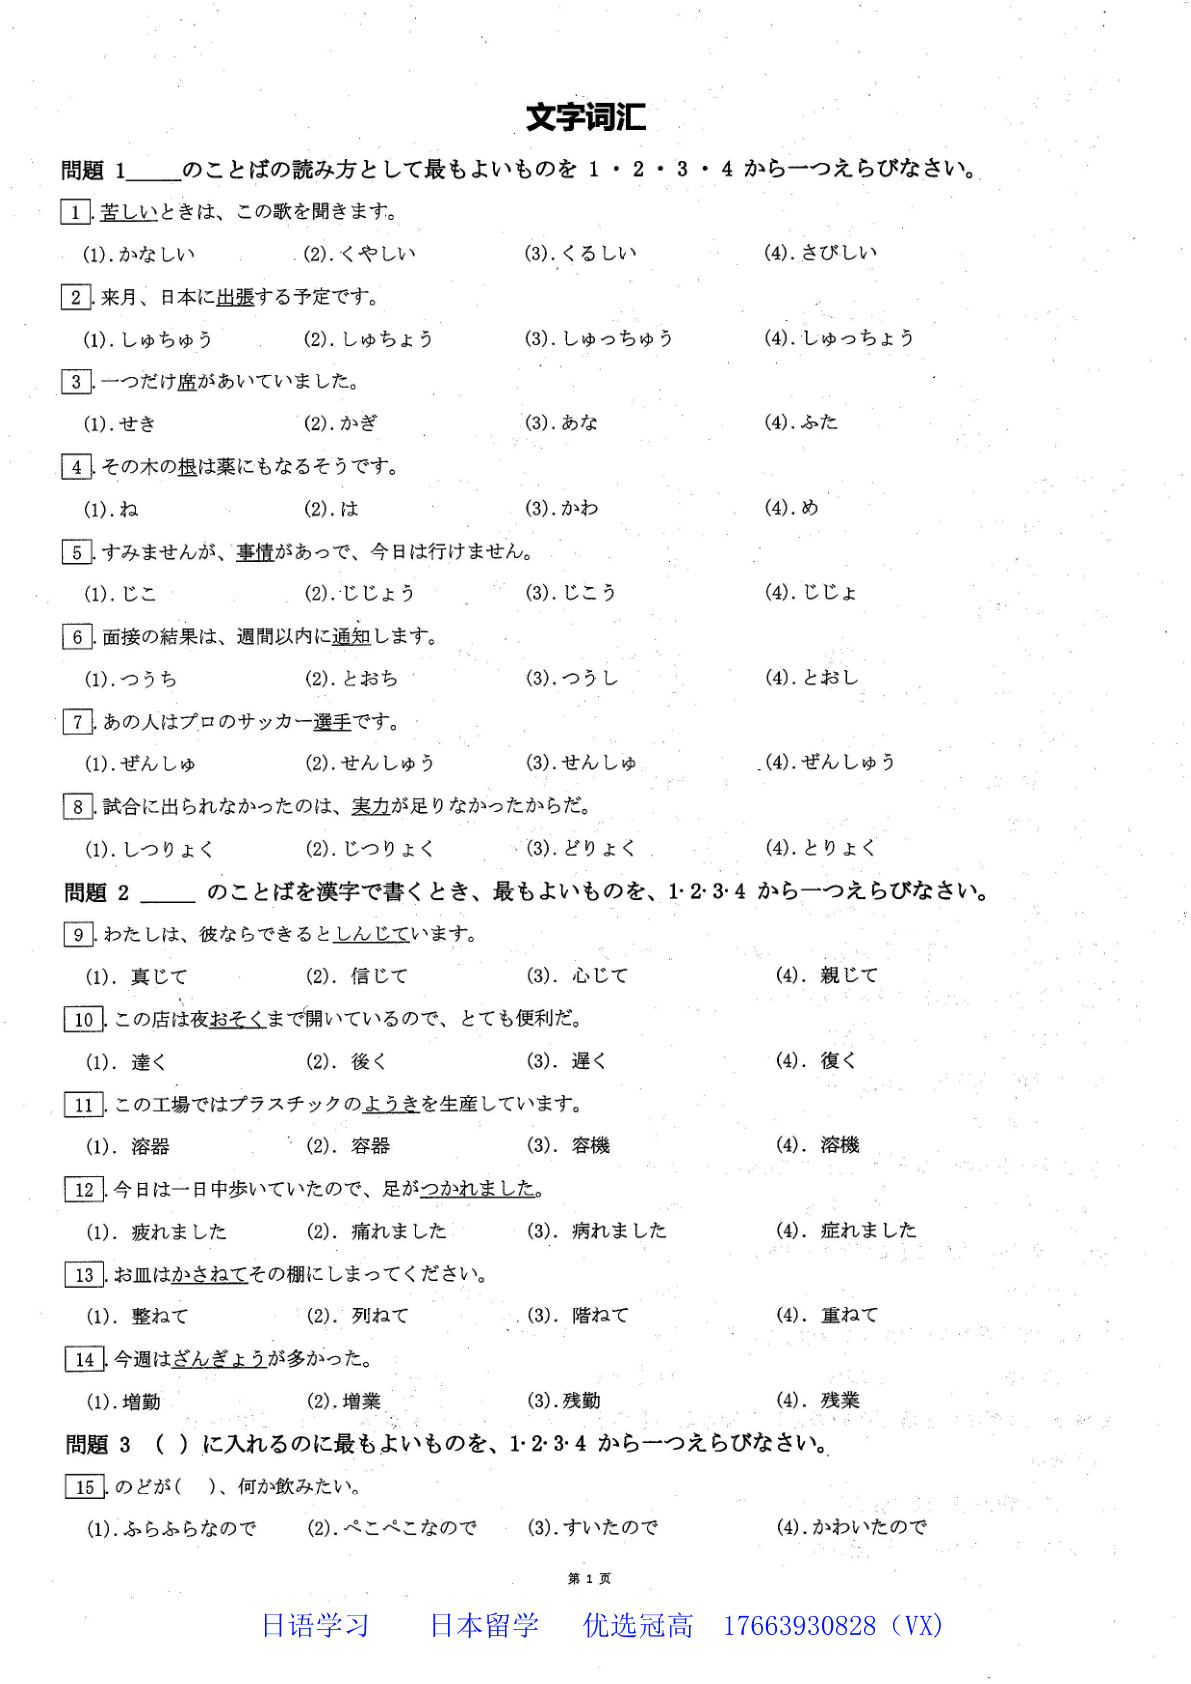 文字词汇
問題 1_____のことばの読み方として最もよいものを 1 ・ 2 ・ 3 ・ 4 から一つえらびなさい。
1.苦しいときは、この歌を聞きます。
(1).かなしい (2).くやしい (3).くるしい (4).さびしい
2.来月、日本に出張する予定です。
(1).しゅちゅう (2).しゅちょう (3).しゅっちゅう (4).しゅっちょう
3.一つだけ席があいていました。
(1).せき (2).かぎ (3).あな (4).ふた
4.その木の根は薬にもなるそうです。
(1).ね (2).は (3).かわ (4).め
5.すみませんが、事情があっで、今日は行けません。
(1).じこ (2).じじょう (3).じこう (4).じじょ
6.面接の結果は、週間以内に通知します。
(1).つうち (2).とおち (3).つうし (4).とおし
7.あの人はプロのサッカー選手です。
(1).ぜんしゅ (2).せんしゅう (3).せんしゅ (4).ぜんしゅう
8.試合に出られなかったのは、実力が足りなかったからだ。
(1).しつりょく (2).じつりょく (3).どりょく (4).とりょく
問題 2 _____ のことばを漢字で書くとき、最もよいものを、1·2·3·4 から一つえらびなさい。
9.わたしは、彼ならできるとしんじています。
(1). 真じて (2). 信じて (3). 心じて (4). 親じて
10.この店は夜おそくまで開いているので、とても便利だ。
(1). 達く (2). 後く (3). 遅く (4). 復く
11.この工場ではプラスチックのようきを生産しています。
(1). 溶器 (2). 容器 (3). 容機 (4). 溶機
12.今日は一日中歩いていたので、足がつかれました。
(1). 疲れました (2). 痛れました (3). 病れました (4). 症れました
13.お皿はかさねてその棚にしまってください。
(1). 整ねて (2). 列ねて (3). 階ねて (4). 重ねて
14.今週はざんぎょうが多かった。
(1).増勤 (2).増業 (3).残勤 (4). 残業
問題 3 ( )に入れるのに最もよいものを、1·2·3·4 から一つえらびなさい。
15.のどが( )、何か飲みたい。
(1).ふらふらなので (2).ぺこぺこなので (3).すいたので (4).かわいたので
第 1 页
日语学习 日本留学 优选冠高 17663930828（VX)